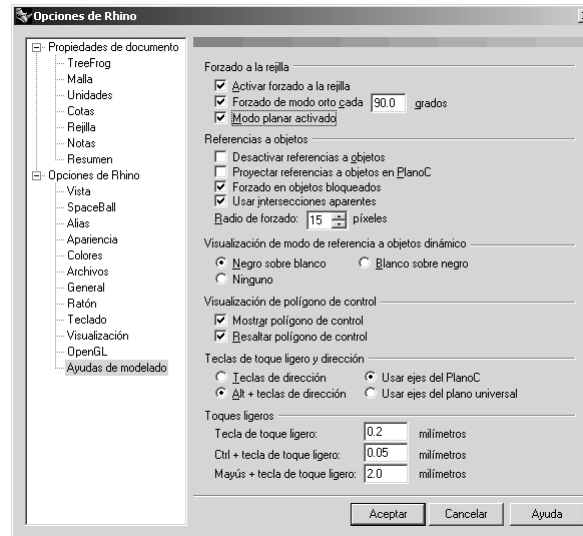 Opciones de Rhino
Propiedades de documento
TreeFrog
Malla
Unidades
Cotas
Rejilla
Notas
Resumen
Opciones de Rhino
Vista
SpaceBall
Alias
Apariencia
Colores
Archivos
General
Ratón
Teclado
Visualización
OpenGL
Ayudas de modelado
Forzado a la rejilla
Activar forzado a la rejilla
Forzado de modo orto cada 90.0 grados
Modo planar activado
Referencias a objetos
Desactivar referencias a objetos
Proyectar referencias a objetos en PlanoC
Forzado en objetos bloqueados
Usar intersecciones aparentes
Radio de forzado: 15 píxeles
Visualización de modo de referencia a objetos dinámico
Negro sobre blanco Blanco sobre negro
Ninguno
Visualización de polígono de control
Mostrar polígono de control
Resaltar polígono de control
Teclas de toque ligero y dirección
Teclas de dirección Usar ejes del PlanoC
Alt + teclas de dirección Usar ejes del plano universal
Toques ligeros
Tecla de toque ligero: 0.2 milímetros
Ctrl + tecla de toque ligero: 0.05 milímetros
Mayús + tecla de toque ligero: 2.0 milímetros
Aceptar Cancelar Ayuda